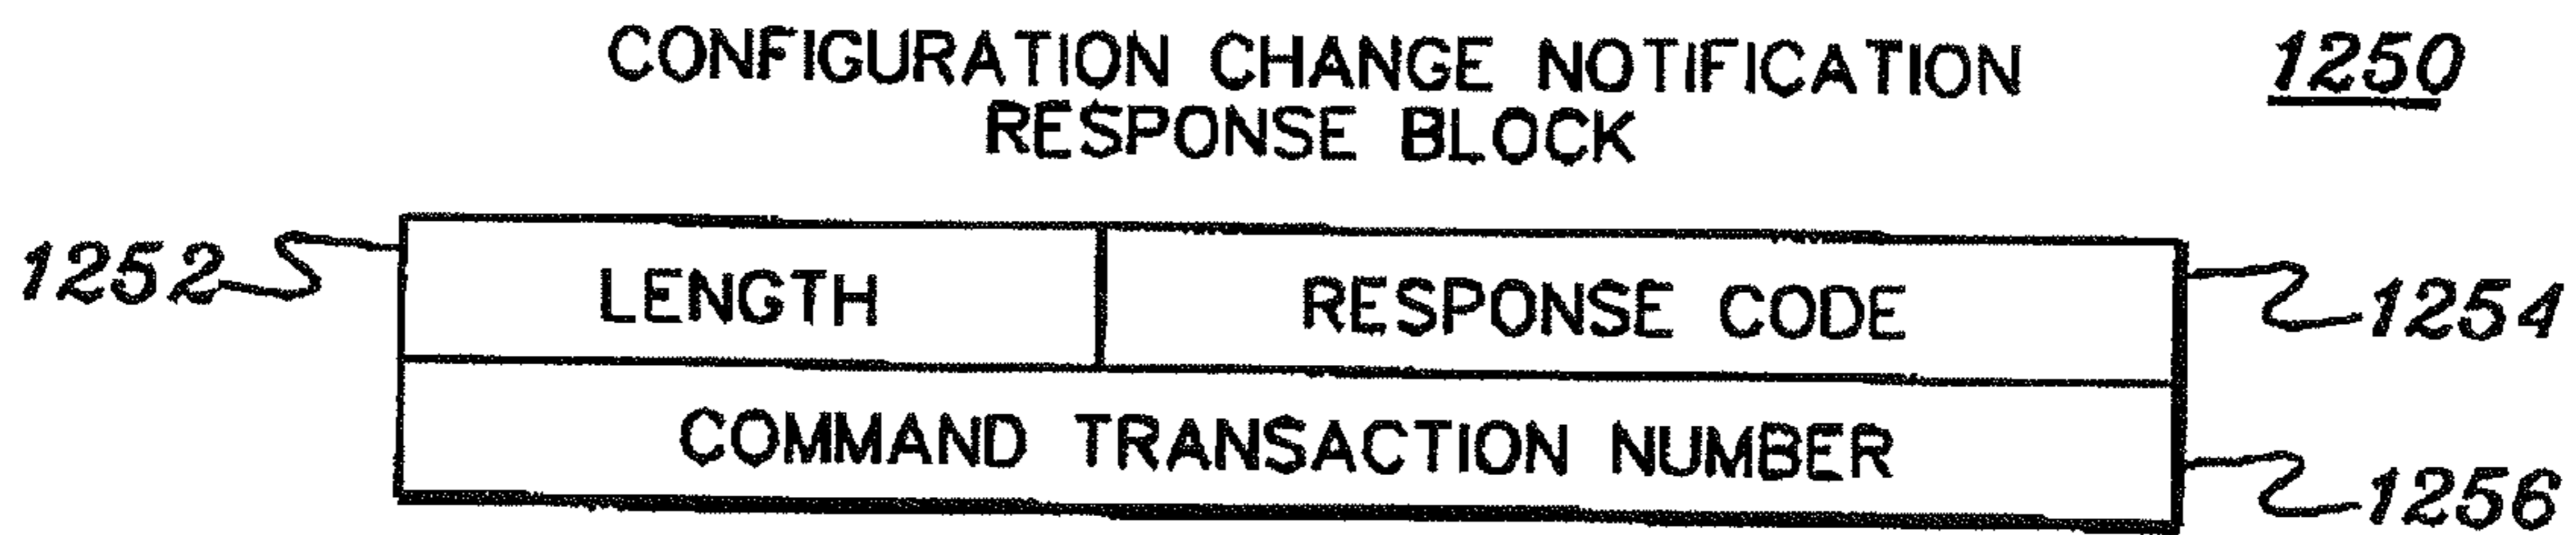 CONFIGURATION CHANGE NOTIFICATION 1250
RESPONSE BLOCK
1252 LENGTH RESPONSE CODE 1254
COMMAND TRANSACTION NUMBER 1256